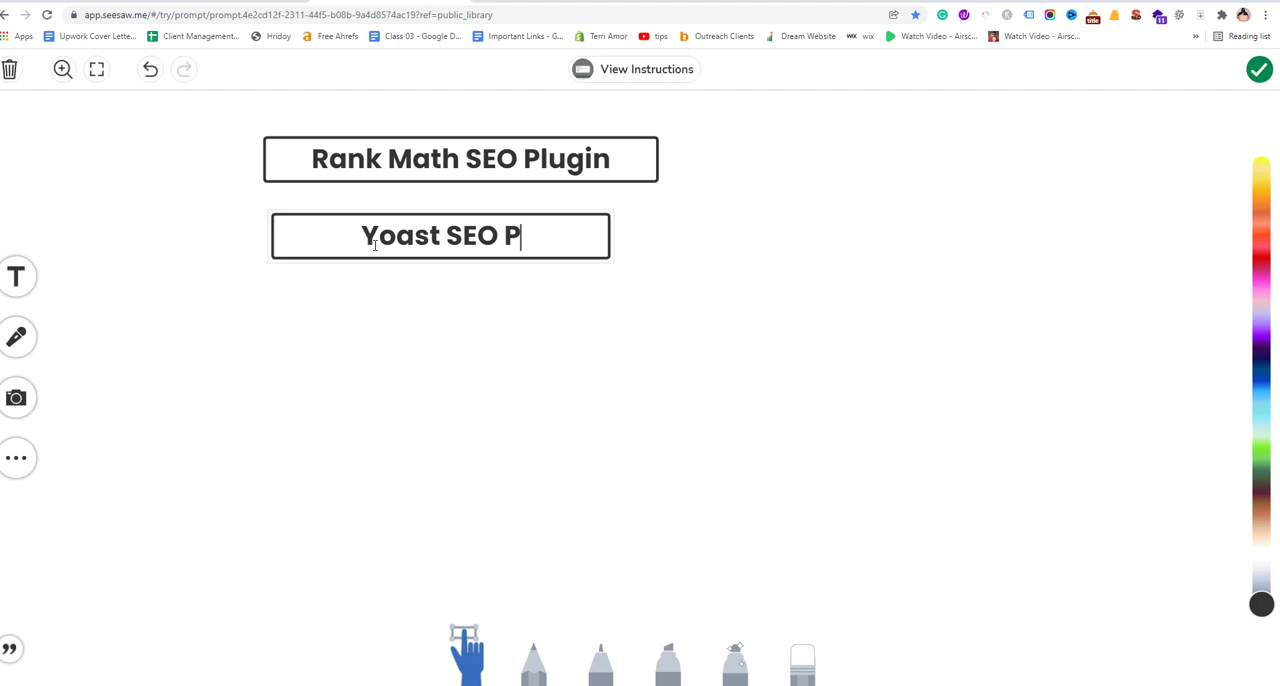 app.seesaw.me/#/try/prompt/prompt.4e2cd12f-2311-44f5-b08b-9a4d8574ac19?ref=public_library
Apps Upwork Cover Lette... Client Management... Hridoy Free Ahrefs Class 03 - Google D... Important Links - G... Terri Amor tips Outreach Clients Dream Website wix Watch Video - Airsc... Watch Video - Airsc... » Reading list
View Instructions
Rank Math SEO Plugin
Yoast SEO P
T